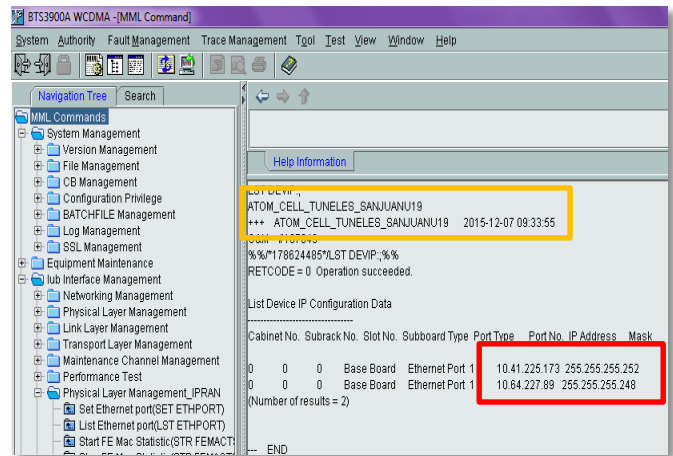 BTS3900A WCDMA -[MML Command]
System Authority Fault Management Trace Management Tool Test View Window Help
Navigation Tree Search
MML Commands
System Management
Version Management
File Management
CB Management
Configuration Privilege
BATCHFILE Management
Log Management
SSL Management
Equipment Maintenance
Iub Interface Management
Networking Management
Physical Layer Management
Link Layer Management
Transport Layer Management
Maintenance Channel Management
Performance Test
Physical Layer Management_IPRAN
Set Ethernet port(SET ETHPORT)
List Ethernet port(LST ETHPORT)
Start FE Mac Statistic(STR FEMACT
Help Information
LST DEVIP:;
ATOM_CELL_TUNELES_SANJUANU19
+++ ATOM_CELL_TUNELES_SANJUANU19 2015-12-07 09:33:55
%%/*178624485*/LST DEVIP:;%%
RETCODE = 0 Operation succeeded.
List Device IP Configuration Data
---------------------------------
Cabinet No. Subrack No. Slot No. Subboard Type Port Type Port No. IP Address Mask
0 0 0 Base Board Ethernet Port 1 10.41.225.173 255.255.255.252
0 0 0 Base Board Ethernet Port 1 10.64.227.89 255.255.255.248
(Number of results = 2)
--- END